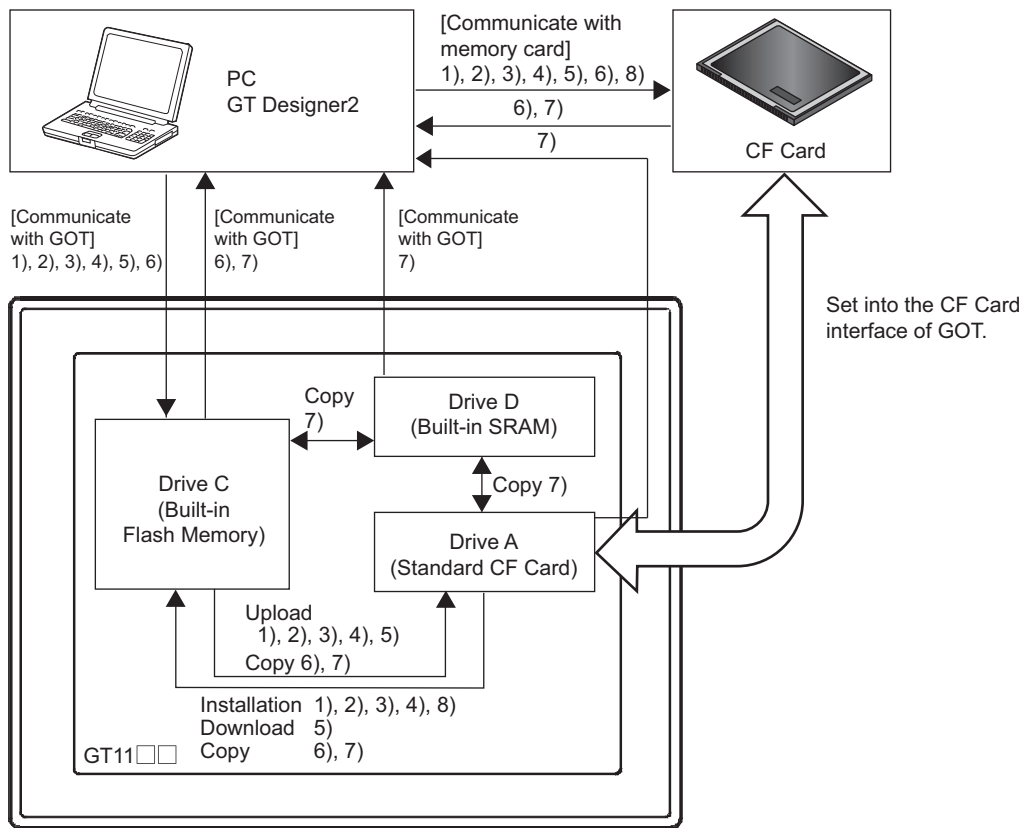 PC
GT Designer2
[Communicate with
memory card]
1), 2), 3), 4), 5), 6), 8)
6), 7)
7)
CF Card
[Communicate
with GOT]
1), 2), 3), 4), 5), 6)
[Communicate
with GOT]
6), 7)
[Communicate
with GOT]
7)
Set into the CF Card
interface of GOT.
Copy
7)
Drive D
(Built-in SRAM)
Drive C
(Built-in
Flash Memory)
Copy 7)
Drive A
(Standard CF Card)
Upload
1), 2), 3), 4), 5)
Copy 6), 7)
Installation 1), 2), 3), 4), 8)
Download 5)
Copy 6), 7)
GT11□□